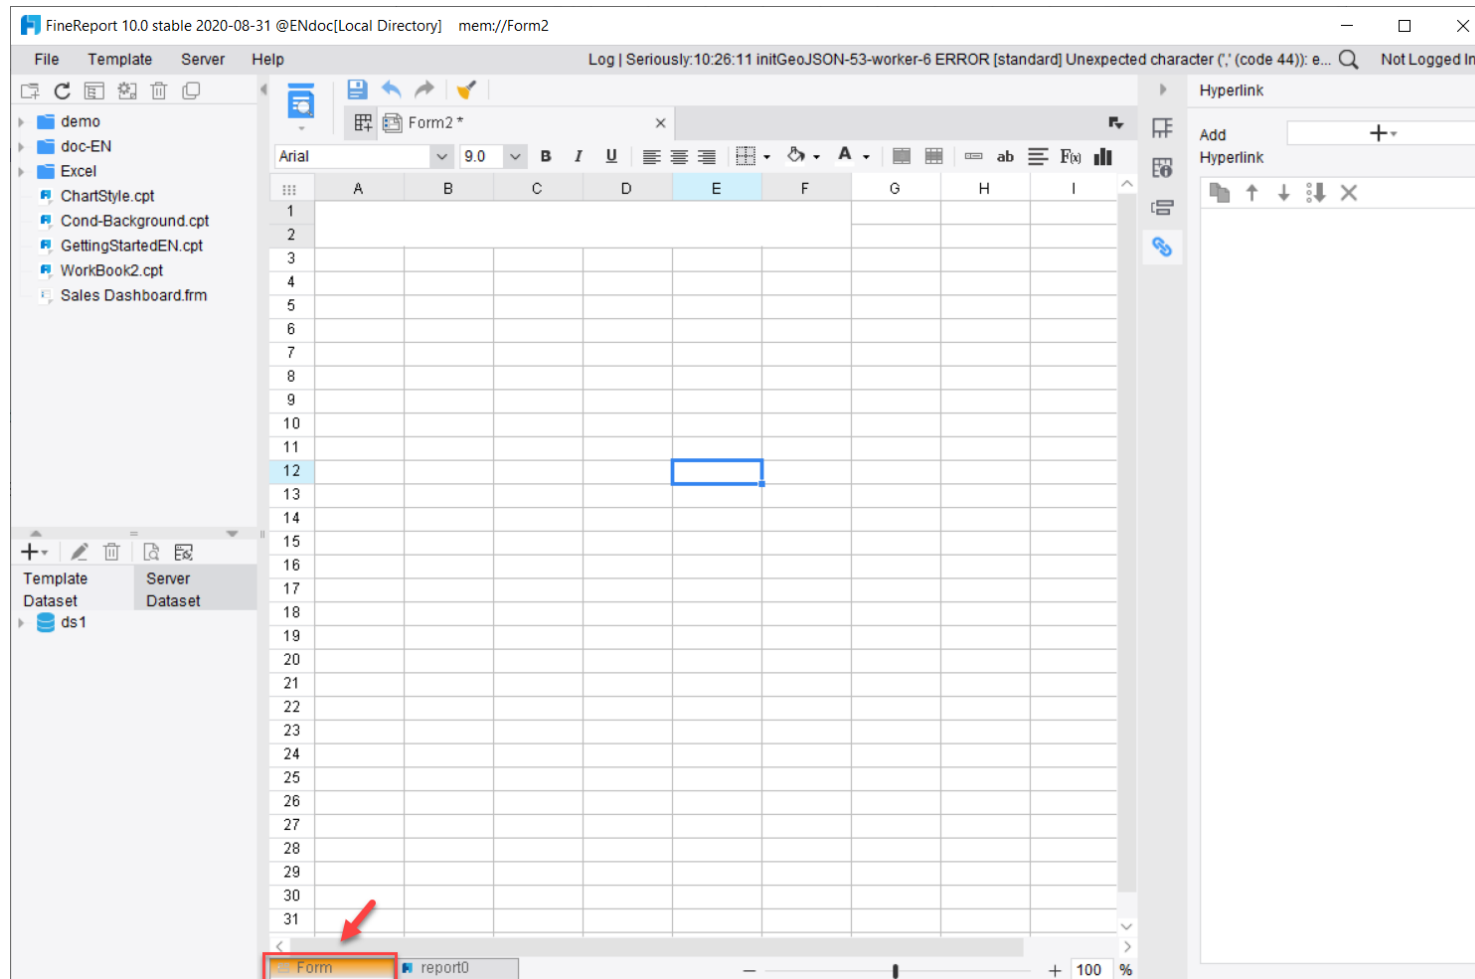 FineReport 10.0 stable 2020-08-31 @ENdoc[Local Directory] mem://Form2
File Template Server Help Log | Seriously:10:26:11 initGeoJSON-53-worker-6 ERROR [standard] Unexpected character (',' (code 44)): e... Not Logged In
Hyperlink
demo
doc-EN
Excel
ChartStyle.cpt
Cond-Background.cpt
GettingStartedEN.cpt
WorkBook2.cpt
Sales Dashboard.frm
Form2 *
Arial 9.0 B I U A ab F(x)
Add
Hyperlink
A B C D E F G H I
1
2
3
4
5
6
7
8
9
10
11
12
13
14
15
16
17
18
19
20
21
22
23
24
25
26
27
28
29
30
31
Template
Dataset
Server
Dataset
ds1
Form report0 100 %